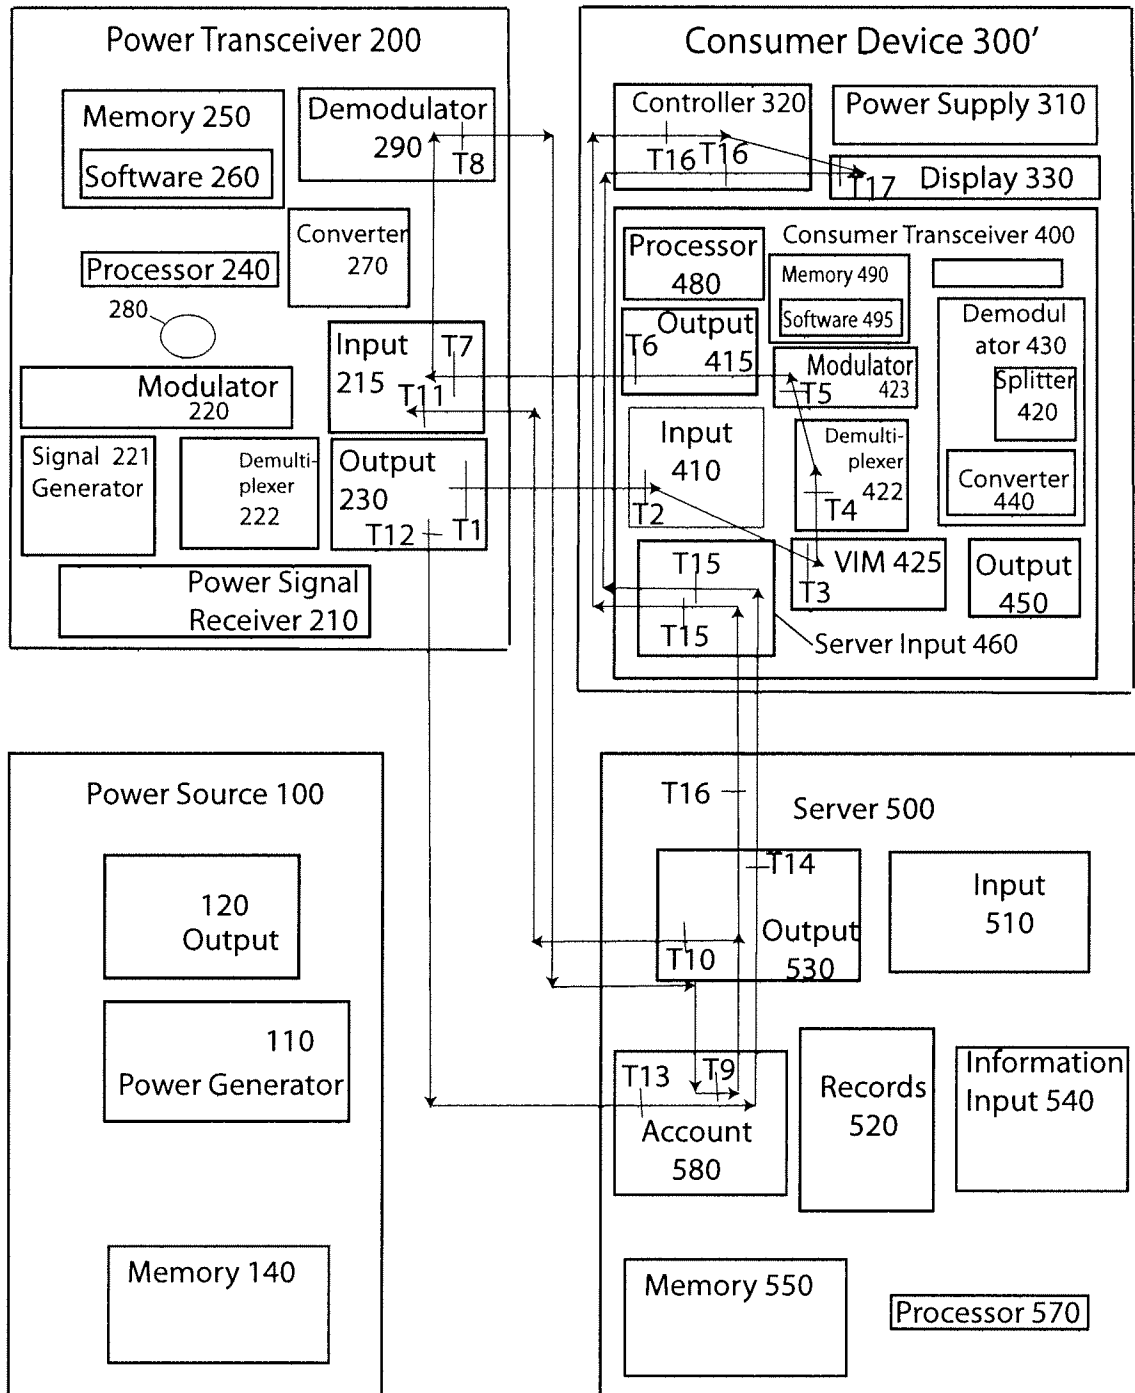 Power Transceiver 200
Memory 250
Software 260
Demodulator
290
T8
Converter
270
Processor 240
280
Input
215
T7
T11
Modulator
220
Signal 221
Generator
Demulti-
plexer
222
Output
230
T12
T1
Power Signal
Receiver 210
Consumer Device 300'
Controller 320
T16
T16
Power Supply 310
T17
Display 330
Consumer Transceiver 400
Processor
480
Memory 490
Software 495
Demodul
ator 430
Splitter
420
Converter
440
Output
415
T6
Modulator
423
T5
Input
410
T2
Demulti-
plexer
422
T4
VIM 425
T3
Output
450
T15
T15
Server Input 460
Power Source 100
120
Output
110
Power Generator
Memory 140
Server 500
T16
T14
Output
530
T10
Input
510
T13
T9
Account
580
Records
520
Information
Input 540
Memory 550
Processor 570